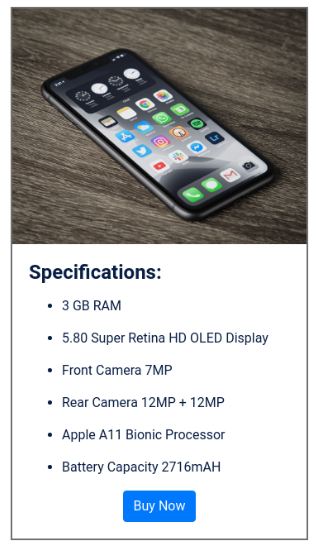 Specifications:
3 GB RAM
5.80 Super Retina HD OLED Display
Front Camera 7MP
Rear Camera 12MP + 12MP
Apple A11 Bionic Processor
Battery Capacity 2716mAH
Buy Now